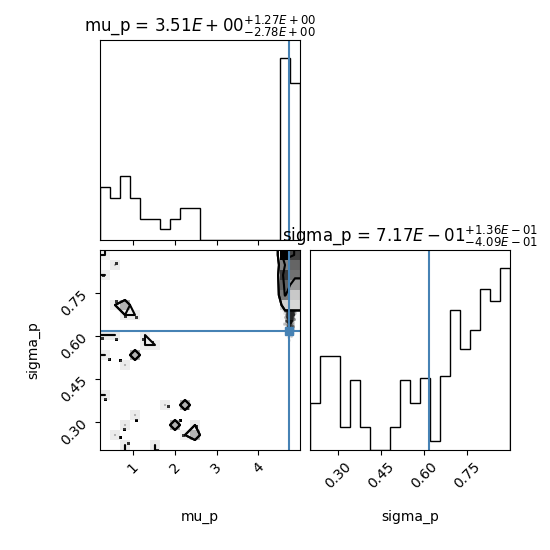 mu_p = 3.51E + 00+1.27E + 00 −2.78E + 00
sigma_p = 7.17E − 01+1.36E − 01 −4.09E − 01
0.75
0.60
0.45
0.30
sigma_p
1 2 3 4
0.30 0.45 0.60 0.75
mu_p
sigma_p